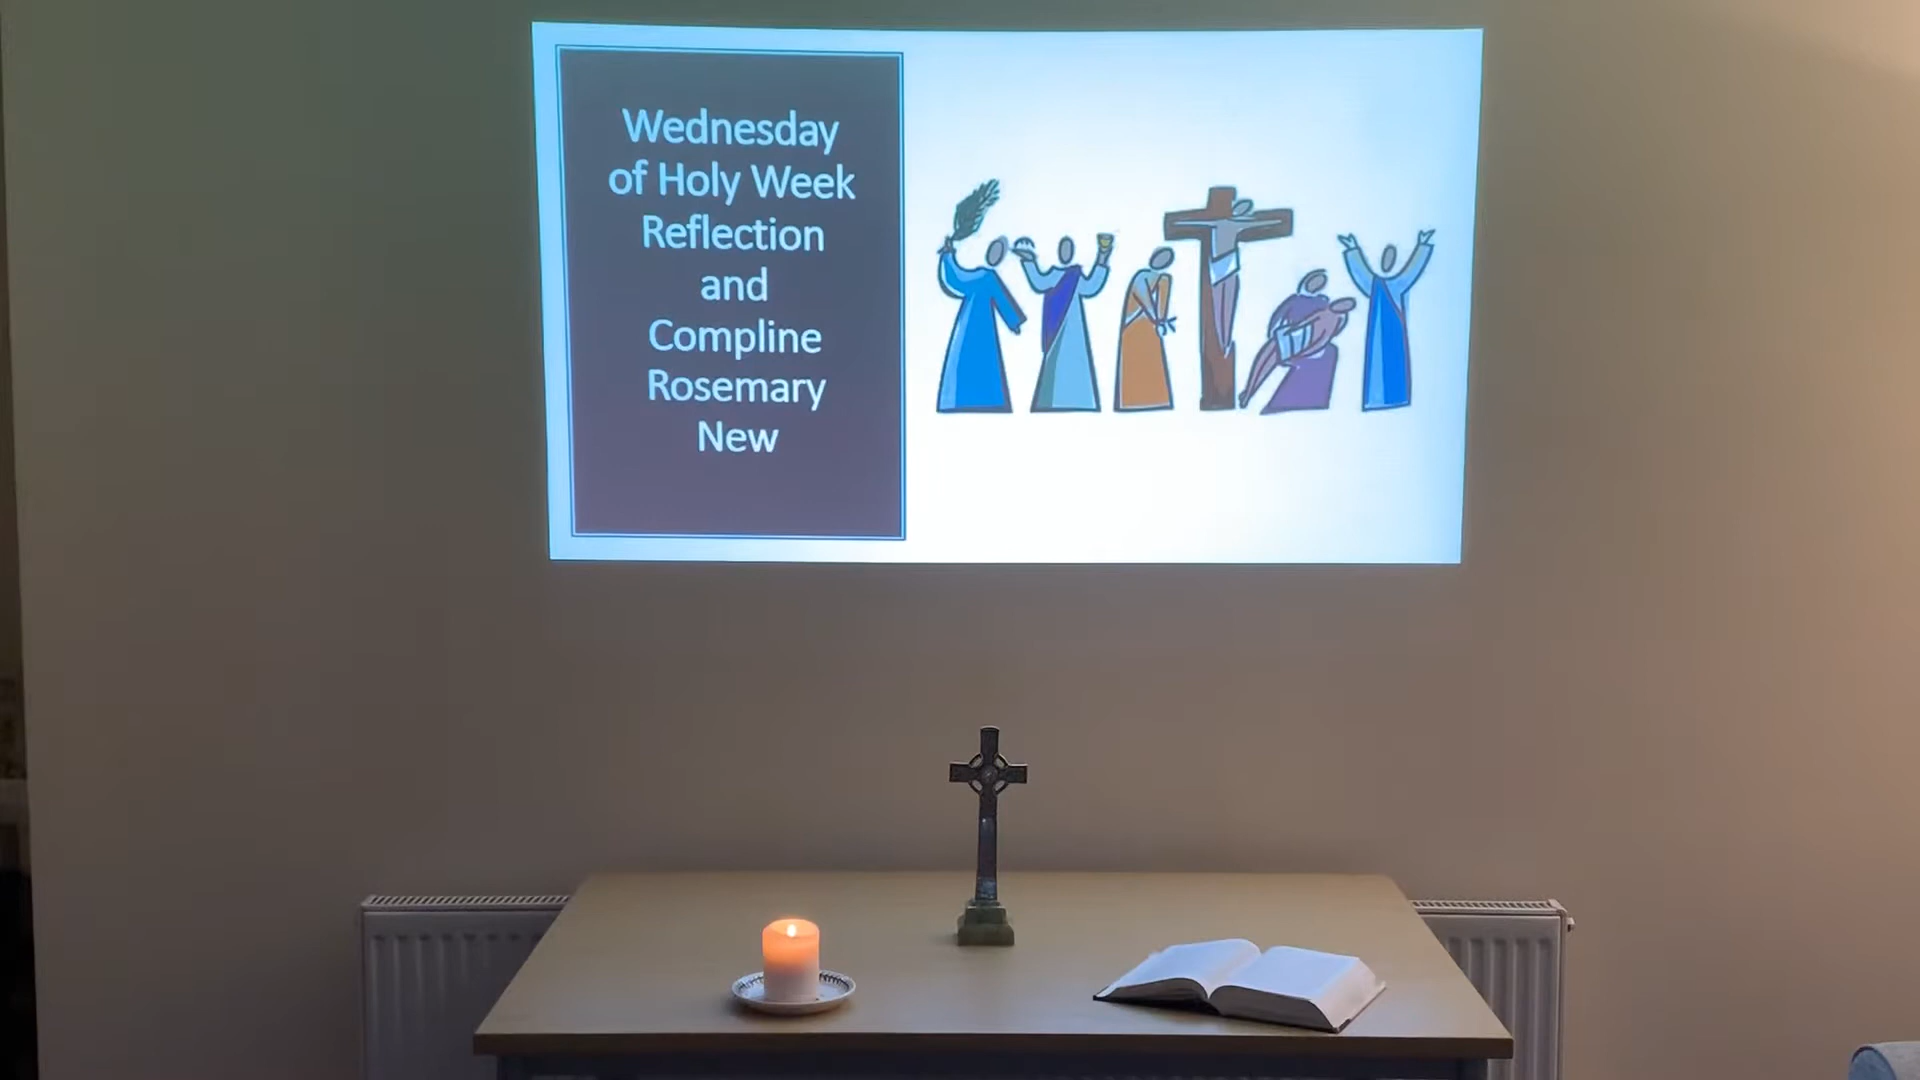 Wednesday
of Holy Week
Reflection
and
Compline
Rosemary
New